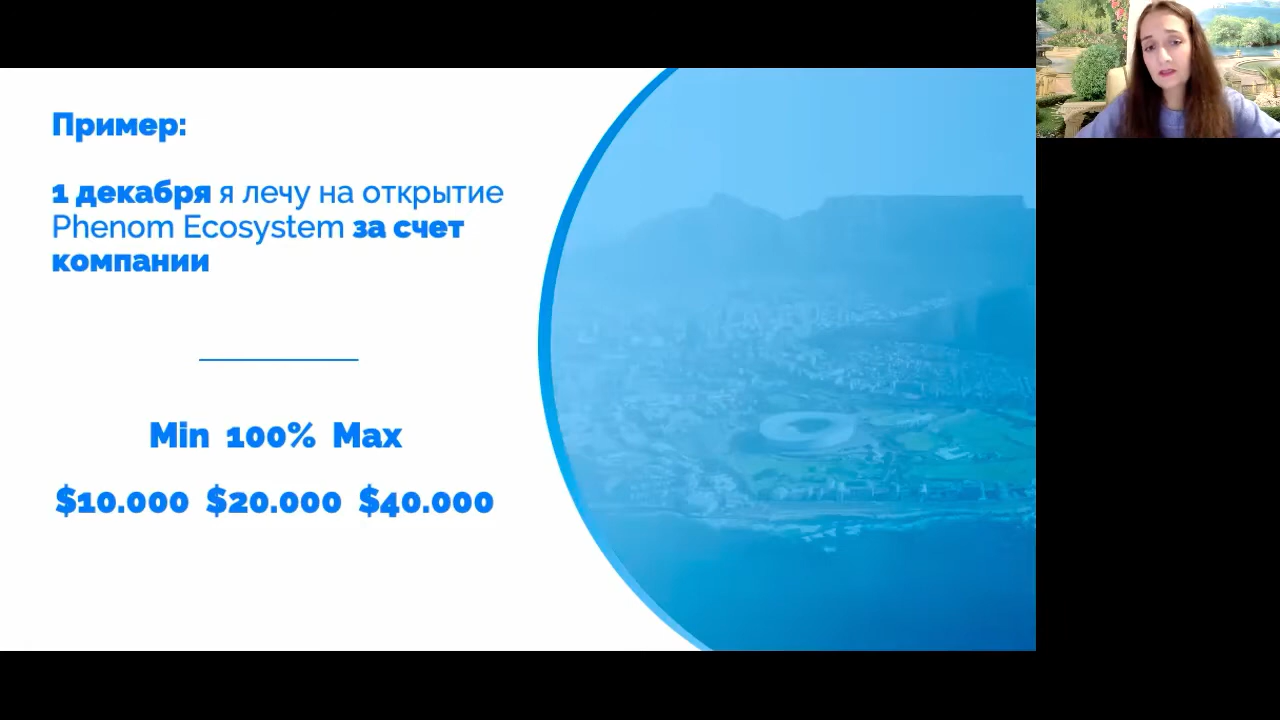 Пример:
1 декабря я лечу на открытие
Phenom Ecosystem за счет
компании
Min 100% Max
$10.000 $20.000 $40.000